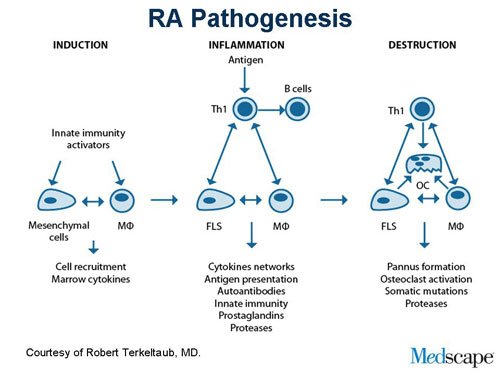 RA Pathogenesis
INDUCTION
INFLAMMATION
DESTRUCTION
Innate immunity
activators
Mesenchymal
cells
MΦ
Cell recruitment
Marrow cytokines
Antigen
Th1
B cells
FLS
MΦ
Cytokines networks
Antigen presentation
Autoantibodies
Innate immunity
Prostaglandins
Proteases
Th1
OC
FLS
MΦ
Pannus formation
Osteoclast activation
Somatic mutations
Proteases
Courtesy of Robert Terkeltaub, MD.
Medscape®